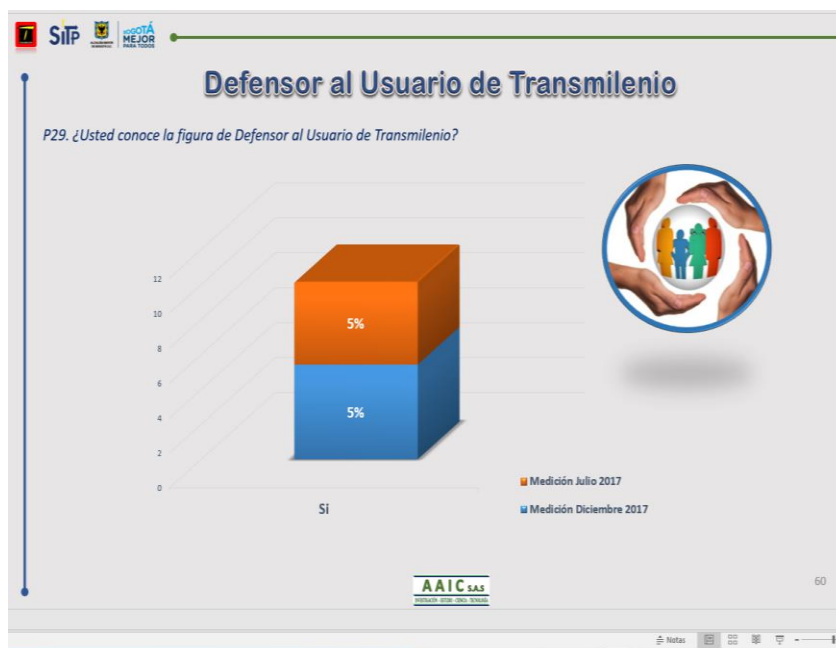 SiTP
BOGOTÁ
MEJOR
PARA TODOS
Defensor al Usuario de Transmilenio
P29. ¿Usted conoce la figura de Defensor al Usuario de Transmilenio?
12
10
8
6
4
2
0
5%
5%
Si
Medición Julio 2017
Medición Diciembre 2017
AAIC S.A.S
60
Notas